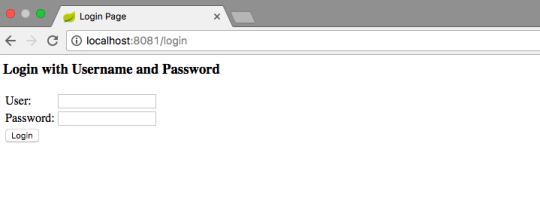 Login Page
localhost:8081/login
Login with Username and Password
User:
Password:
Login